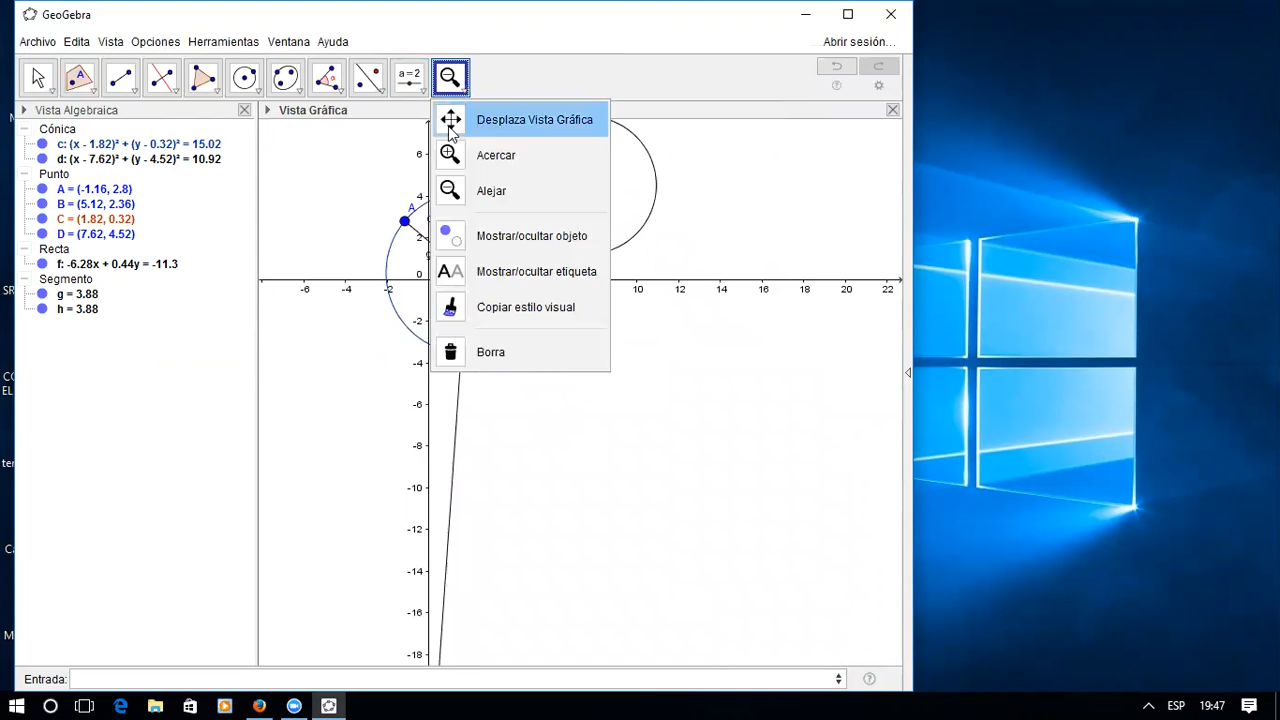 GeoGebra
Archivo Edita Vista Opciones Herramientas Ventana Ayuda Abrir sesión…
A α a=2
Vista Algebraica Vista Gráfica
Cónica
c: (x - 1.82)² + (y - 0.32)² = 15.02
d: (x - 7.62)² + (y - 4.52)² = 10.92
Punto
A = (-1.16, 2.8)
B = (5.12, 2.36)
C = (1.82, 0.32)
D = (7.62, 4.52)
Recta
f: -6.28x + 0.44y = -11.3
Segmento
g = 3.88
h = 3.88
Desplaza Vista Gráfica
Acercar
Alejar
Mostrar/ocultar objeto
AA Mostrar/ocultar etiqueta
Copiar estilo visual
Borra
6
4
A
2
0
-6 -4 -2 10 12 14 16 18 20 22
-2
-4
-6
-8
-10
-12
-14
-16
-18
Entrada:
ESP 19:47